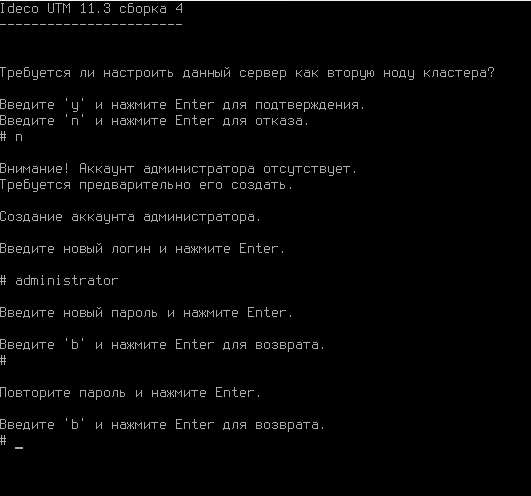 Ideco UTM 11.3 сборка 4
-----------------------
Требуется ли настроить данный сервер как вторую ноду кластера?
Введите 'y' и нажмите Enter для подтверждения.
Введите 'n' и нажмите Enter для отказа.
# n
Внимание! Аккаунт администратора отсутствует.
Требуется предварительно его создать.
Создание аккаунта администратора.
Введите новый логин и нажмите Enter.
# administrator
Введите новый пароль и нажмите Enter.
Введите 'b' и нажмите Enter для возврата.
#
Повторите пароль и нажмите Enter.
Введите 'b' и нажмите Enter для возврата.
# _